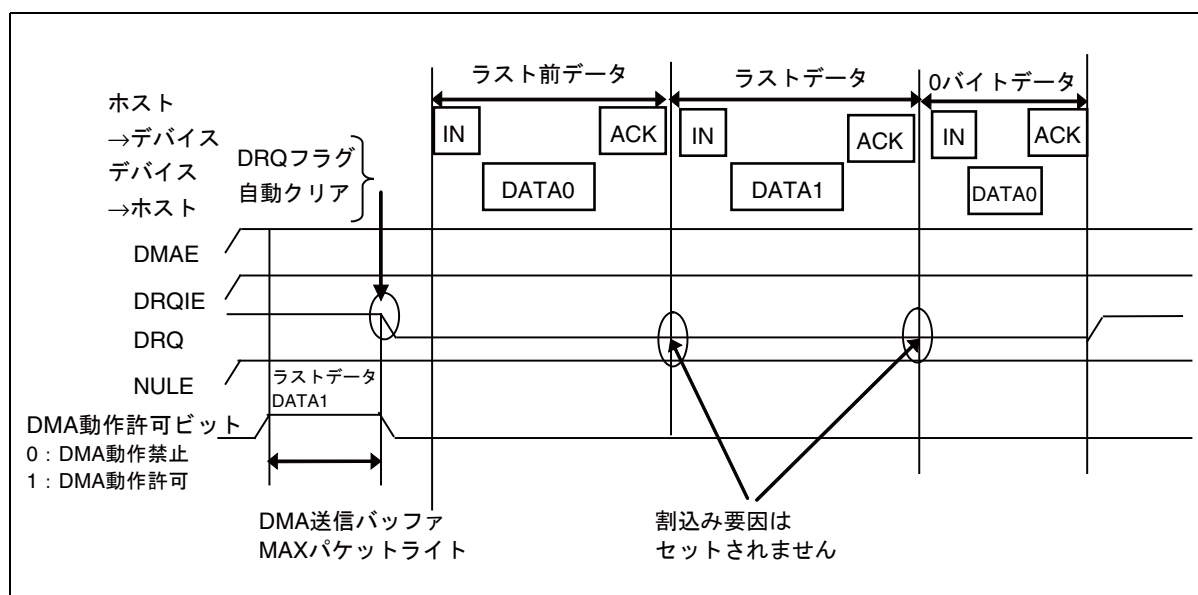 ラスト前データ
ラストデータ
0バイトデータ
ホスト
→デバイス
デバイス
→ホスト
DRQフラグ
自動クリア
IN
ACK
IN
ACK
IN
ACK
DATA0
DATA1
DATA0
DMAE
DRQIE
DRQ
NULE
ラストデータ
DATA1
DMA動作許可ビット
0：DMA動作禁止
1：DMA動作許可
DMA送信バッファ
MAXパケットライト
割込み要因は
セットされません